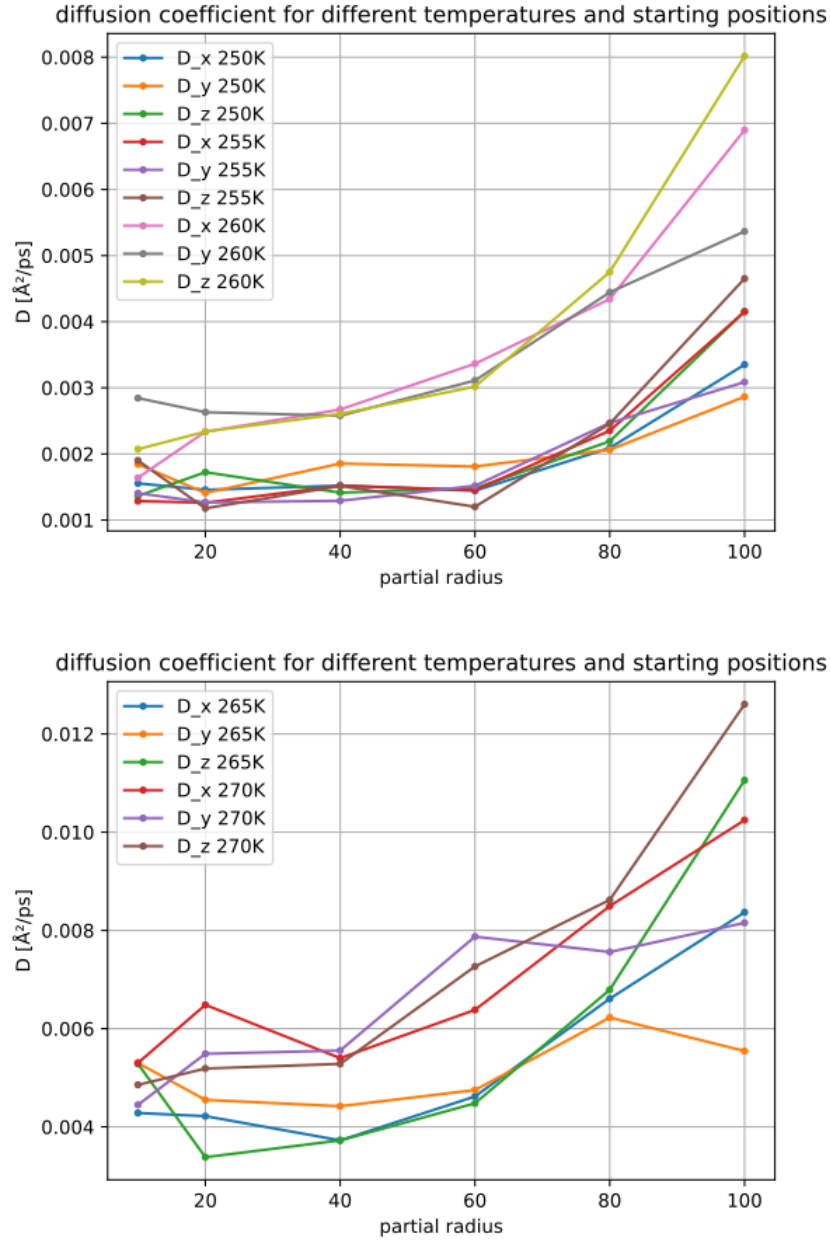 diffusion coefficient for different temperatures and starting positions
D_x 250K
D_y 250K
D_z 250K
D_x 255K
D_y 255K
D_z 255K
D_x 260K
D_y 260K
D_z 260K
0.008
0.007
0.006
0.005
0.004
0.003
0.002
0.001
D [Å²/ps]
20 40 60 80 100
partial radius
diffusion coefficient for different temperatures and starting positions
D_x 265K
D_y 265K
D_z 265K
D_x 270K
D_y 270K
D_z 270K
0.012
0.010
0.008
0.006
0.004
D [Å²/ps]
20 40 60 80 100
partial radius